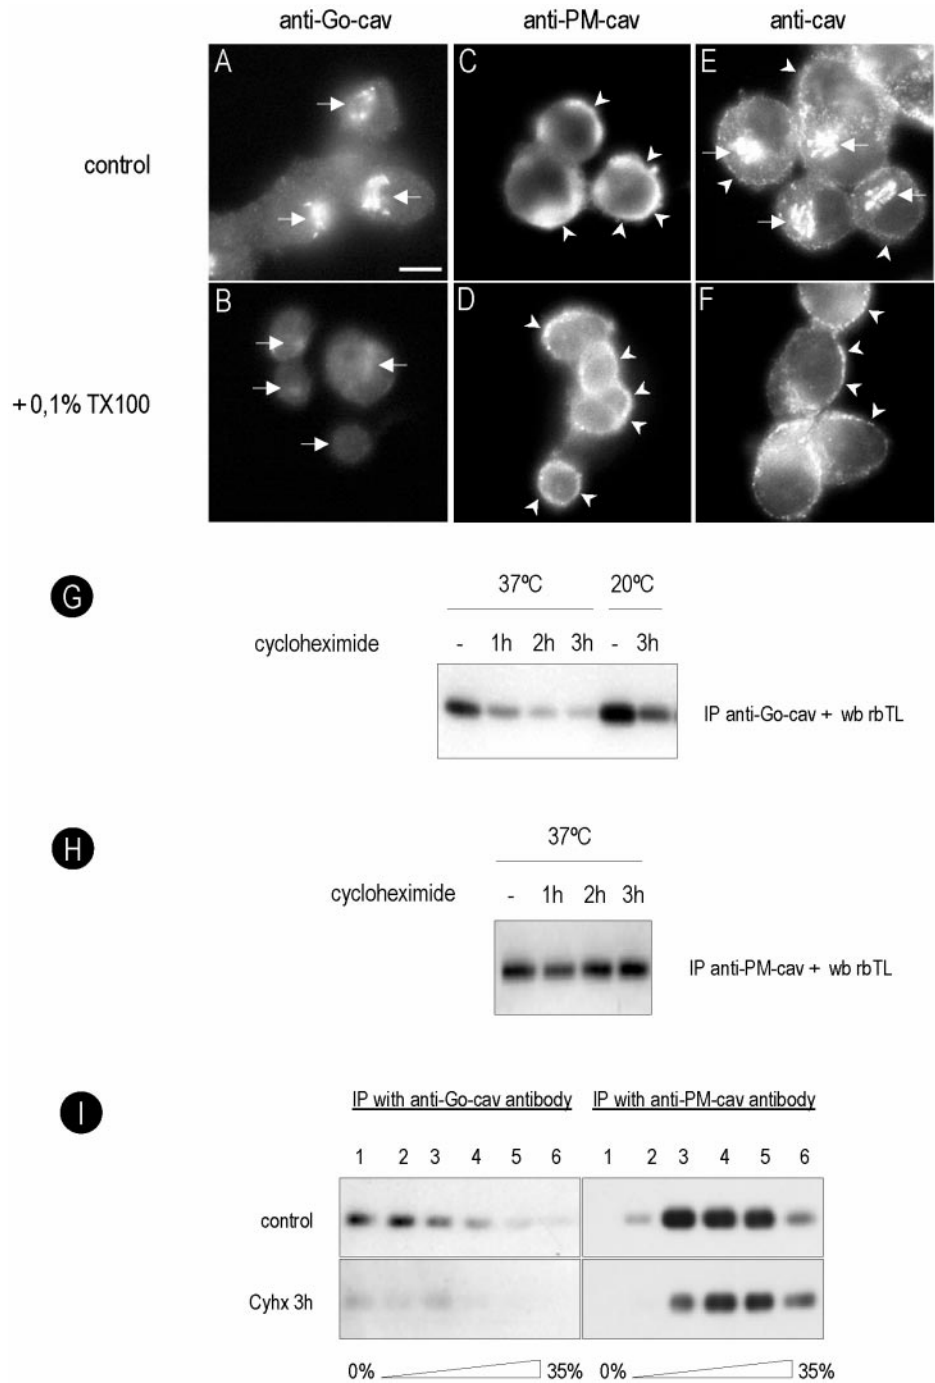 anti-Go-cav anti-PM-cav anti-cav
A C E
control
B D F
+ 0,1% TX100
G
37ºC 20ºC
cycloheximide - 1h 2h 3h - 3h
IP anti-Go-cav + wb rbTL
H
37ºC
cycloheximide - 1h 2h 3h
IP anti-PM-cav + wb rbTL
I
IP with anti-Go-cav antibody IP with anti-PM-cav antibody
1 2 3 4 5 6 1 2 3 4 5 6
control
Cyhx 3h
0% 35% 0% 35%